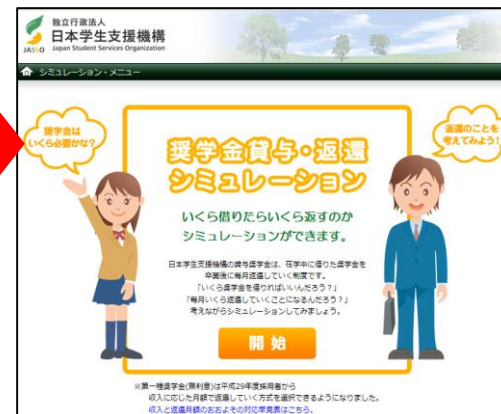 独立行政法人
日本学生支援機構
JASSO Japan Student Services Organization
シミュレーション・メニュー
奨学金は
いくら必要かな?
返還のことを
考えてみよう!
奨学金貸与・返還
シミュレーション
いくら借りたらいくら返すのか
シミュレーションができます。
日本学生支援機構の貸与奨学金は、在学中に借りた奨学金を
卒業後に毎月返還していく制度です。
「いくら奨学金を借りればいいんだろう?」
「毎月いくら返還していくことになるんだろう?」
考えながらシミュレーションしてみましょう。
開 始
※第一種奨学金(無利息)は平成29年度採用者から
収入に応じた月額で返還していく方式を選択できるようになりました。
収入と返還月額のおおよその対応早見表はこちら。